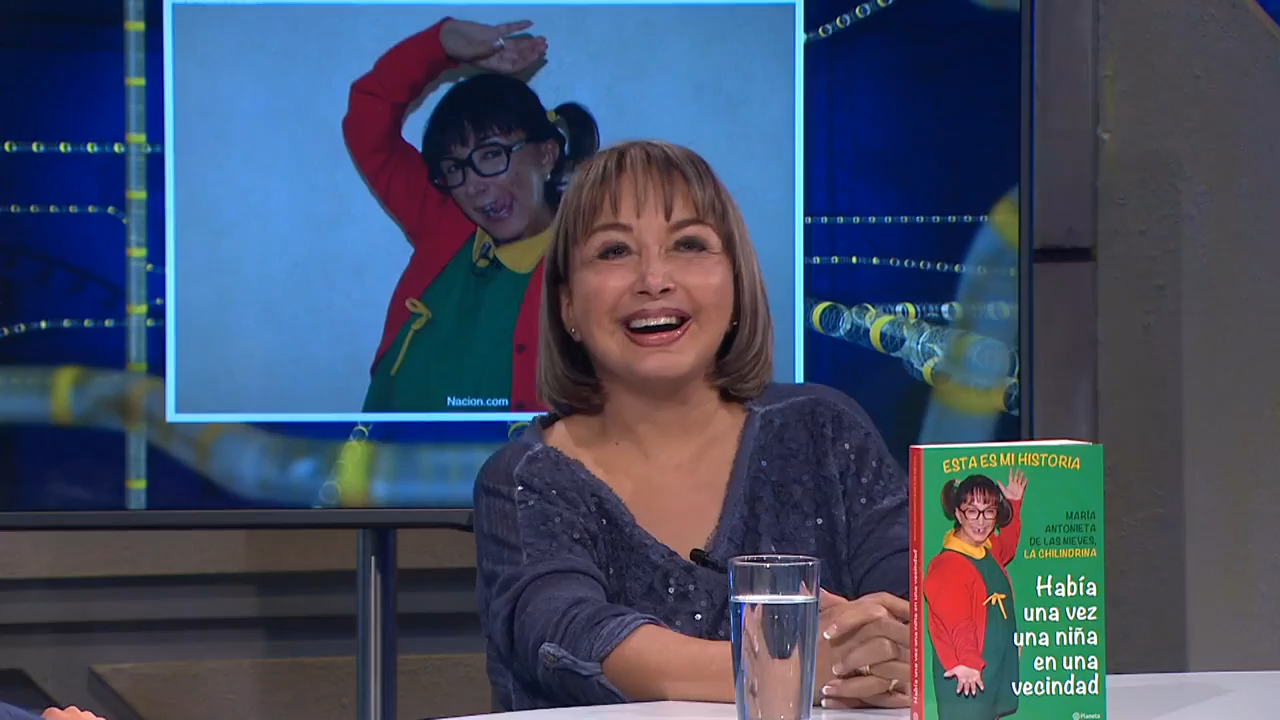 Nacion.com
ESTA ES MI HISTORIA
MARÍA
ANTONIETA
DE LAS NIEVES,
LA CHILINDRINA
Había
una vez
una niña
en una
vecindad
Planeta
Había una vez una niña en una vecindad